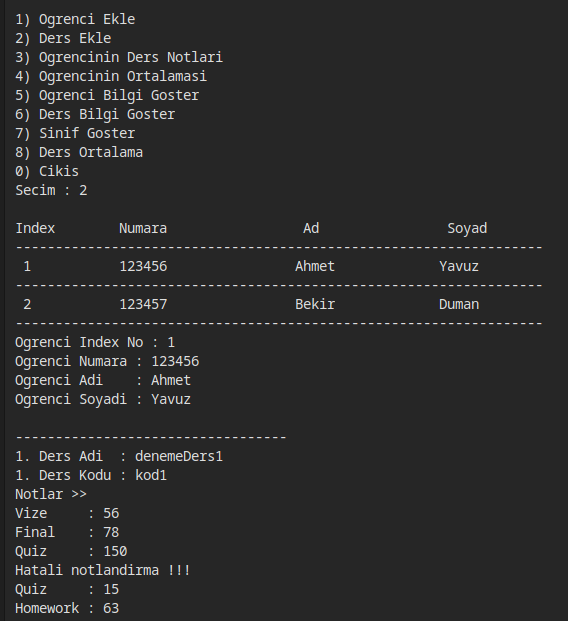 1) Ogrenci Ekle
2) Ders Ekle
3) Ogrencinin Ders Notlari
4) Ogrencinin Ortalamasi
5) Ogrenci Bilgi Goster
6) Ders Bilgi Goster
7) Sinif Goster
8) Ders Ortalama
0) Cikis
Secim : 2
Index        Numara                 Ad                Soyad
------------------------------------------------------------------
 1           123456                Ahmet             Yavuz
------------------------------------------------------------------
 2           123457                Bekir             Duman
------------------------------------------------------------------
Ogrenci Index No : 1
Ogrenci Numara : 123456
Ogrenci Adi    : Ahmet
Ogrenci Soyadi : Yavuz
----------------------------------
1. Ders Adi  : denemeDers1
1. Ders Kodu : kod1
Notlar >>
Vize     : 56
Final    : 78
Quiz     : 150
Hatali notlandirma !!!
Quiz     : 15
Homework : 63